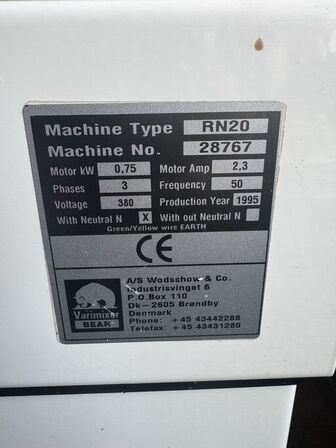 Machine Type RN20
Machine No. 28767
Motor kW 0,75 Motor Amp 2,3
Phases 3 Frequency 50
Voltage 380 Production Year 1995
With Neutral N X With out Neutral N
Green/Yellow wire EARTH
CE
A/S Wodschow & Co.
Industrisvinget 6
P.O.Box 110
Dk-2605 Brøndby
Denmark
Phone: +45 43442288
Telefax: +45 43431280
Varimixer
BEAR